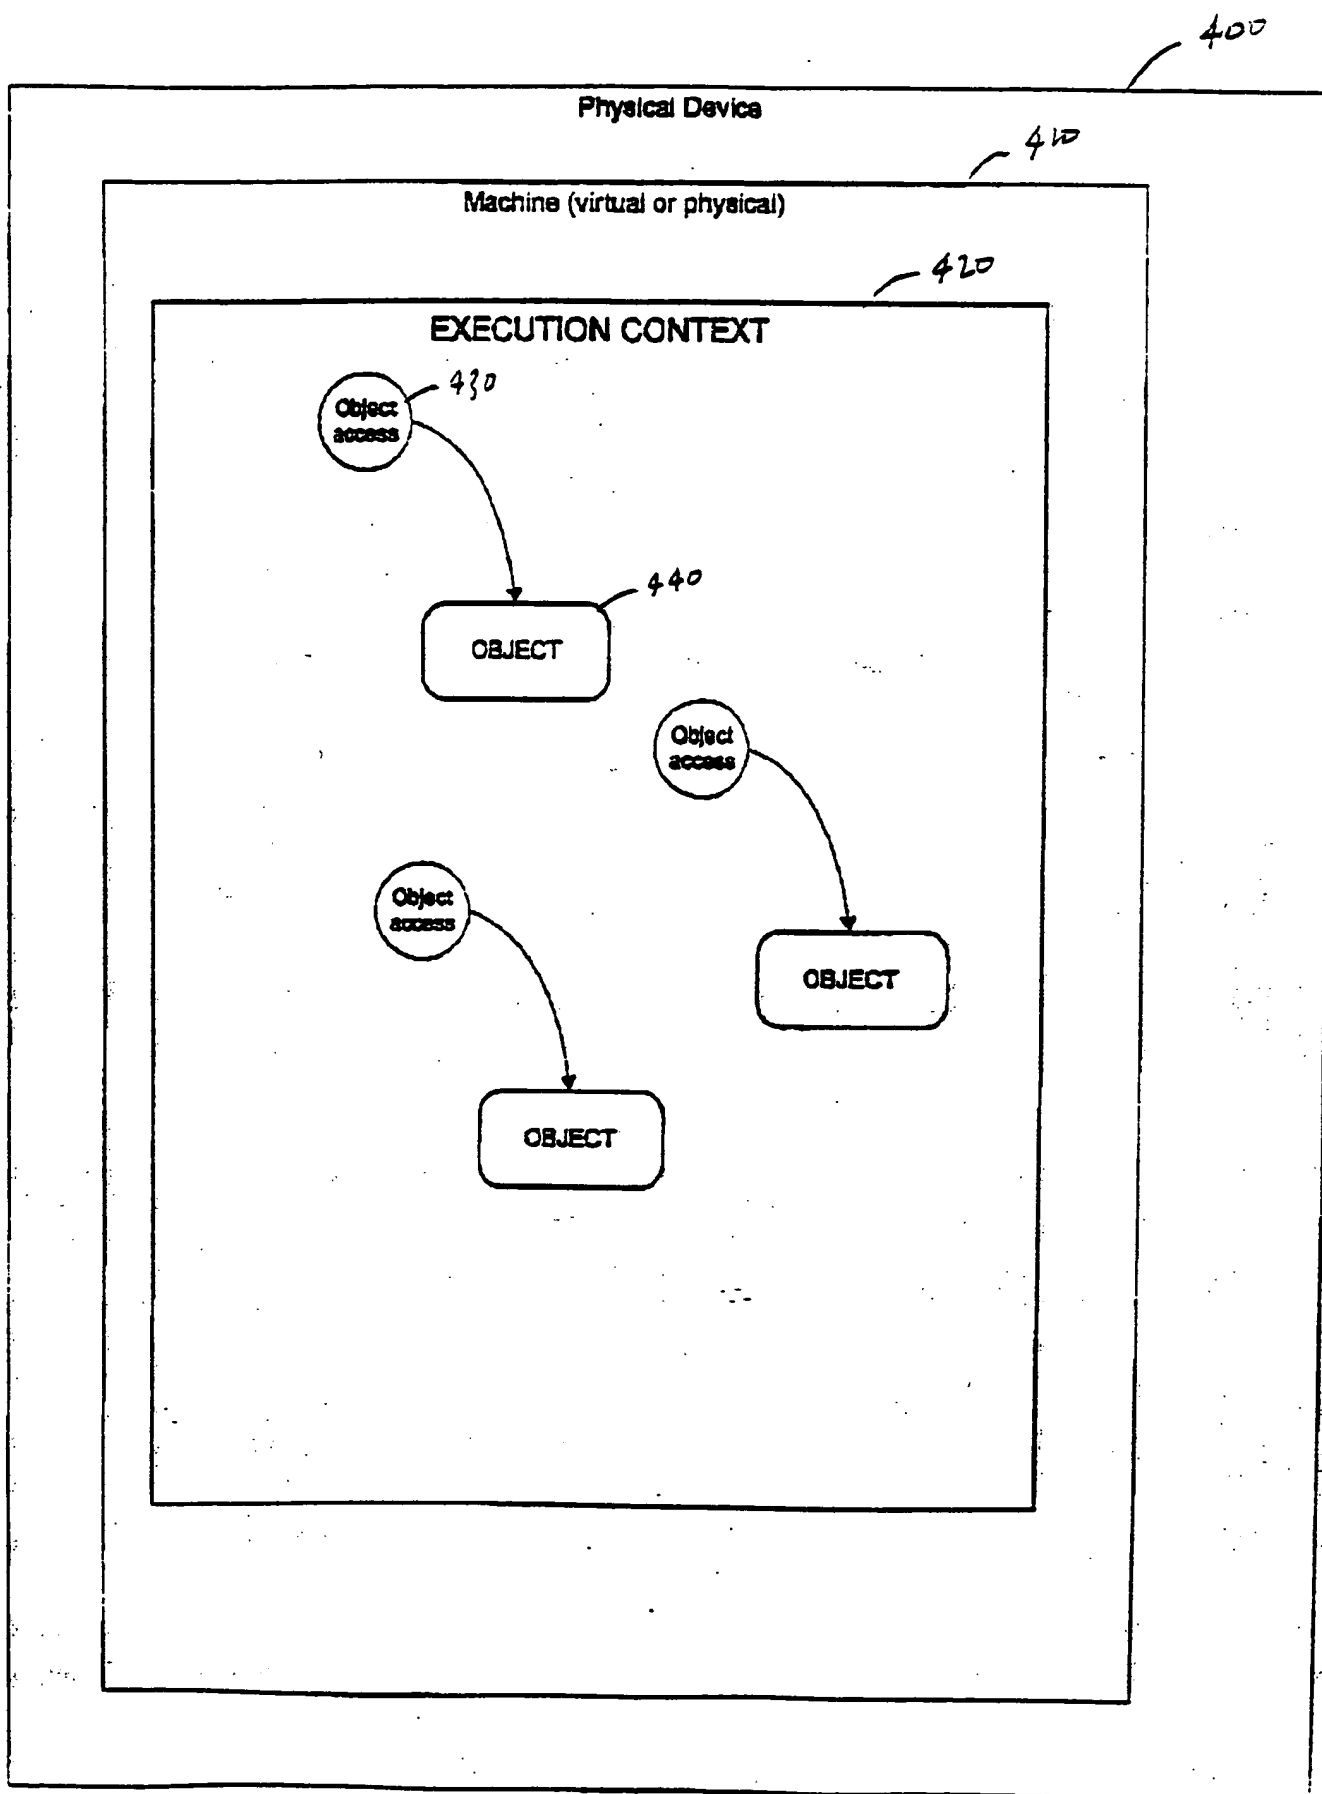 400
Physical Device
410
Machine (virtual or physical)
420
EXECUTION CONTEXT
430
Object
access
440
OBJECT
Object
access
Object
access
OBJECT
OBJECT